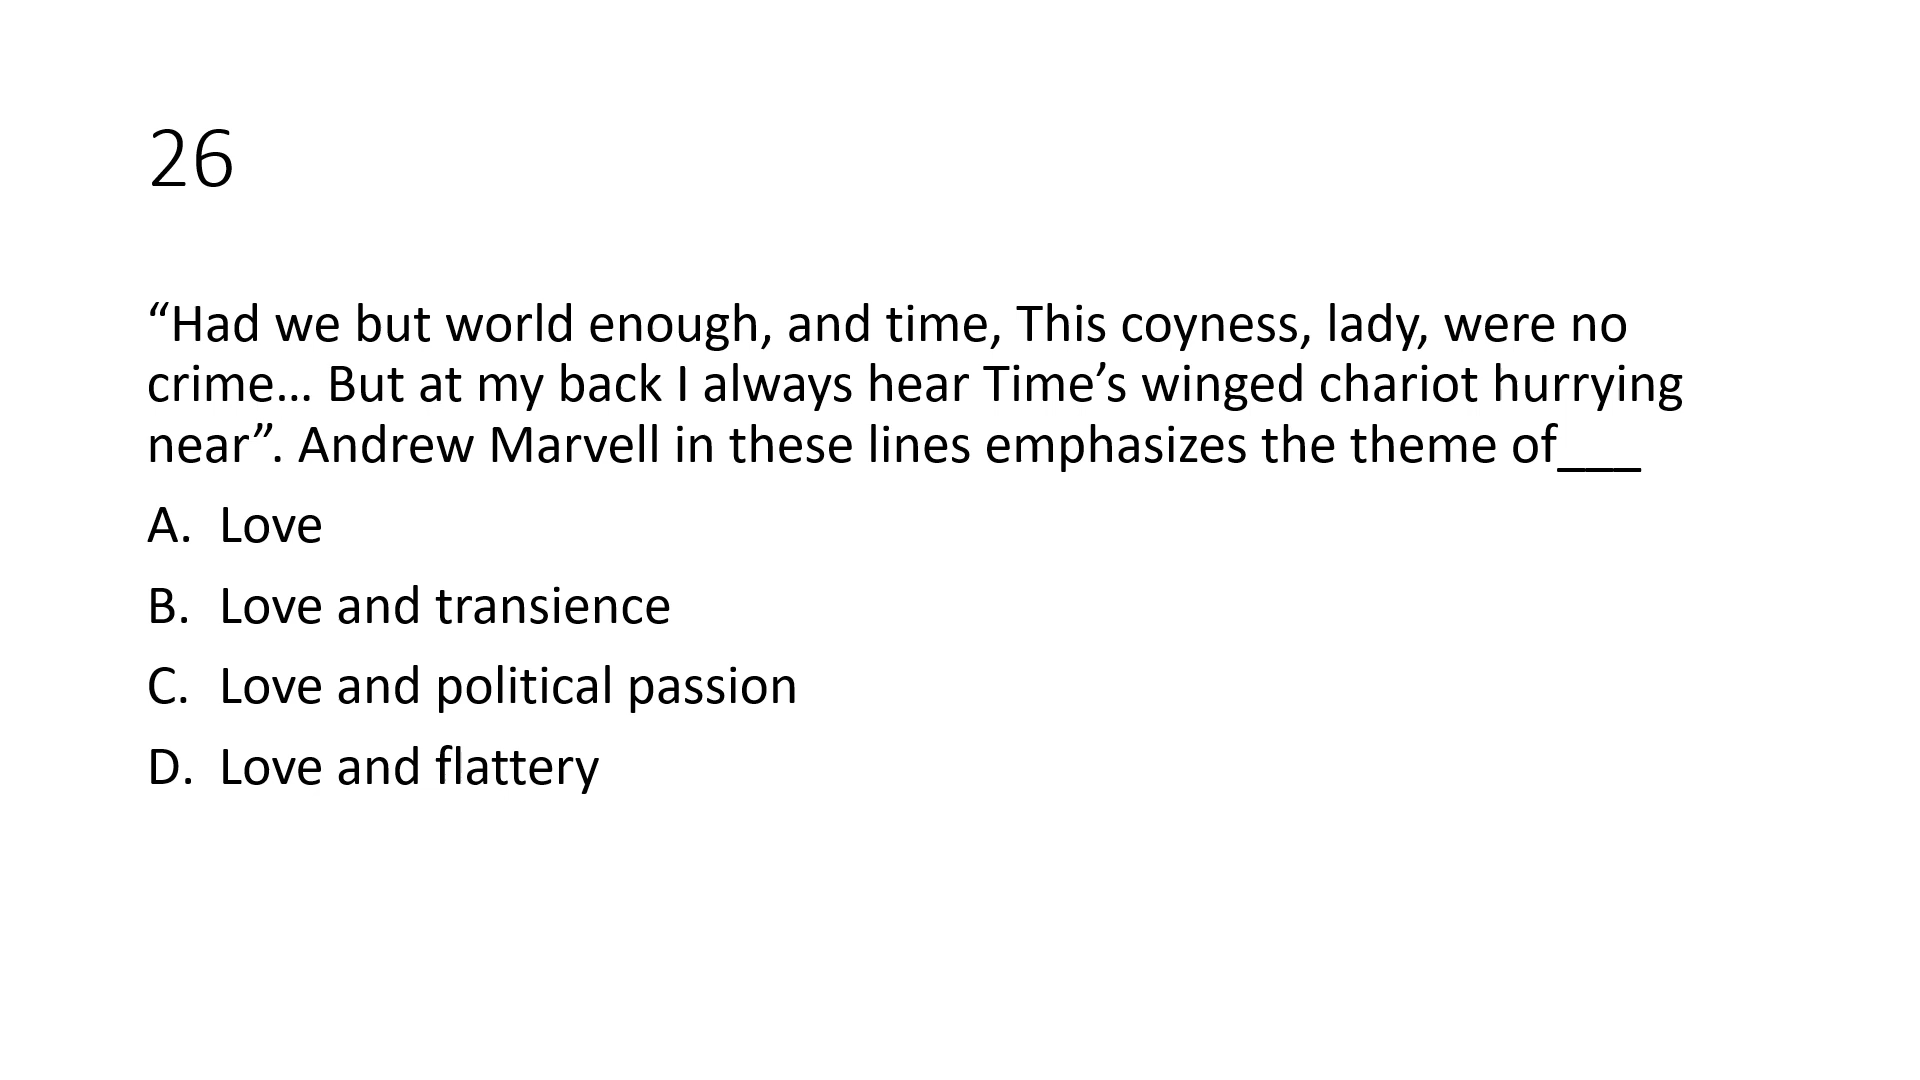 26
“Had we but world enough, and time, This coyness, lady, were no
crime… But at my back I always hear Time’s winged chariot hurrying
near”. Andrew Marvell in these lines emphasizes the theme of___
A. Love
B. Love and transience
C. Love and political passion
D. Love and flattery